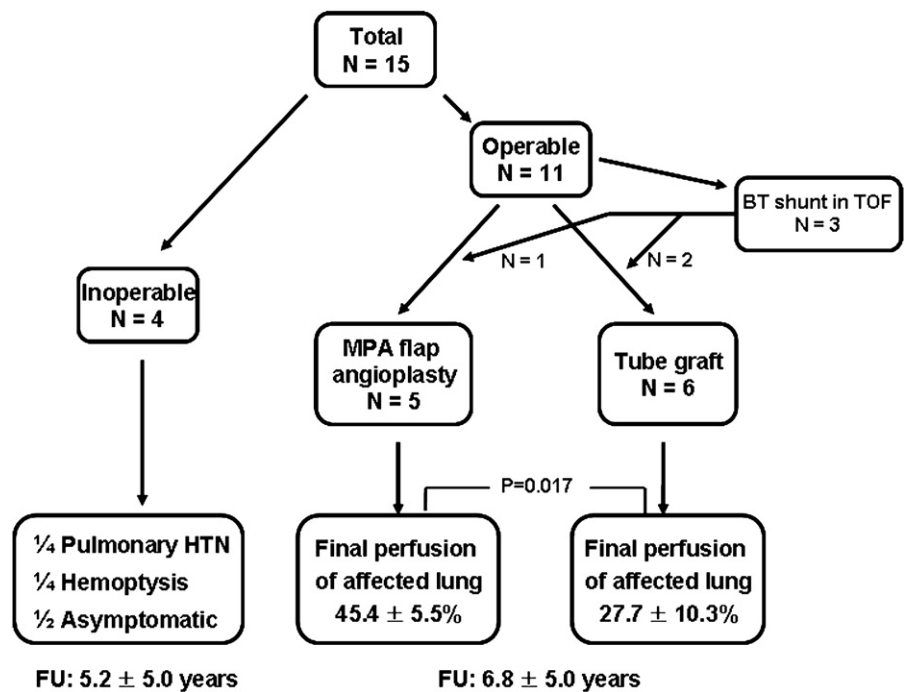 Total
N = 15
Operable
N = 11
BT shunt in TOF
N = 3
N = 1
N = 2
Inoperable
N = 4
MPA flap
angioplasty
N = 5
Tube graft
N = 6
P=0.017
¼ Pulmonary HTN
¼ Hemoptysis
½ Asymptomatic
Final perfusion
of affected lung
45.4 ± 5.5%
Final perfusion
of affected lung
27.7 ± 10.3%
FU: 5.2 ± 5.0 years
FU: 6.8 ± 5.0 years